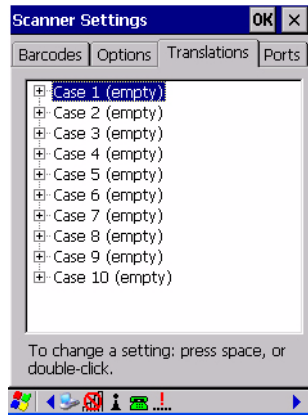 Scanner Settings OK ×
Barcodes Options Translations Ports
Case 1 (empty)
Case 2 (empty)
Case 3 (empty)
Case 4 (empty)
Case 5 (empty)
Case 6 (empty)
Case 7 (empty)
Case 8 (empty)
Case 9 (empty)
Case 10 (empty)
To change a setting: press space, or
double-click.